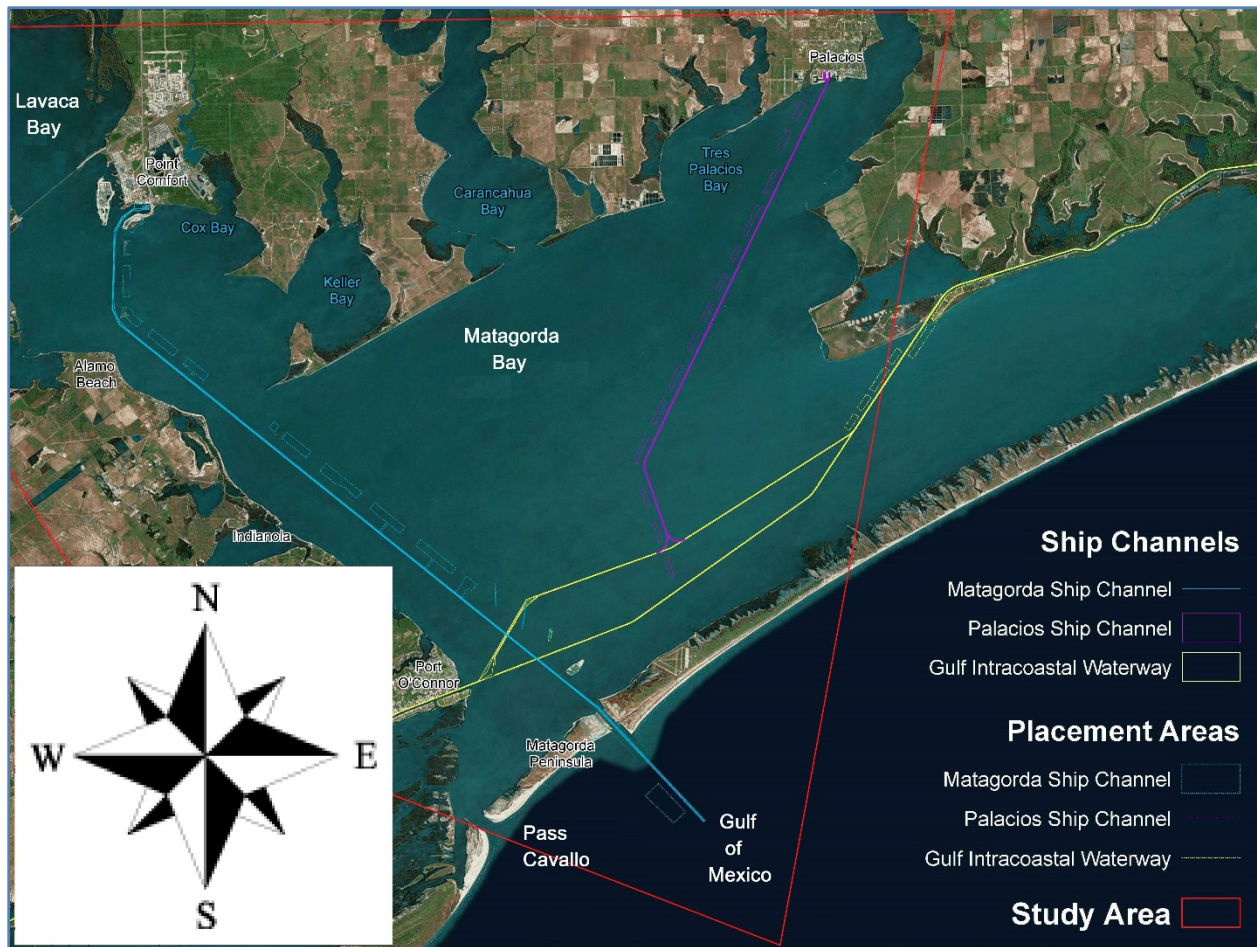 Palacios
Lavaca
Bay
Point
Comfort
Tres
Palacios
Bay
Carancahua
Bay
Cox Bay
Keller
Bay
Matagorda
Bay
Alamo
Beach
Indianola
Port
O'Connor
Matagorda
Peninsula
Pass
Cavallo
Gulf
of
Mexico
N
W
E
S
Ship Channels
Matagorda Ship Channel
Palacios Ship Channel
Gulf Intracoastal Waterway
Placement Areas
Matagorda Ship Channel
Palacios Ship Channel
Gulf Intracoastal Waterway
Study Area